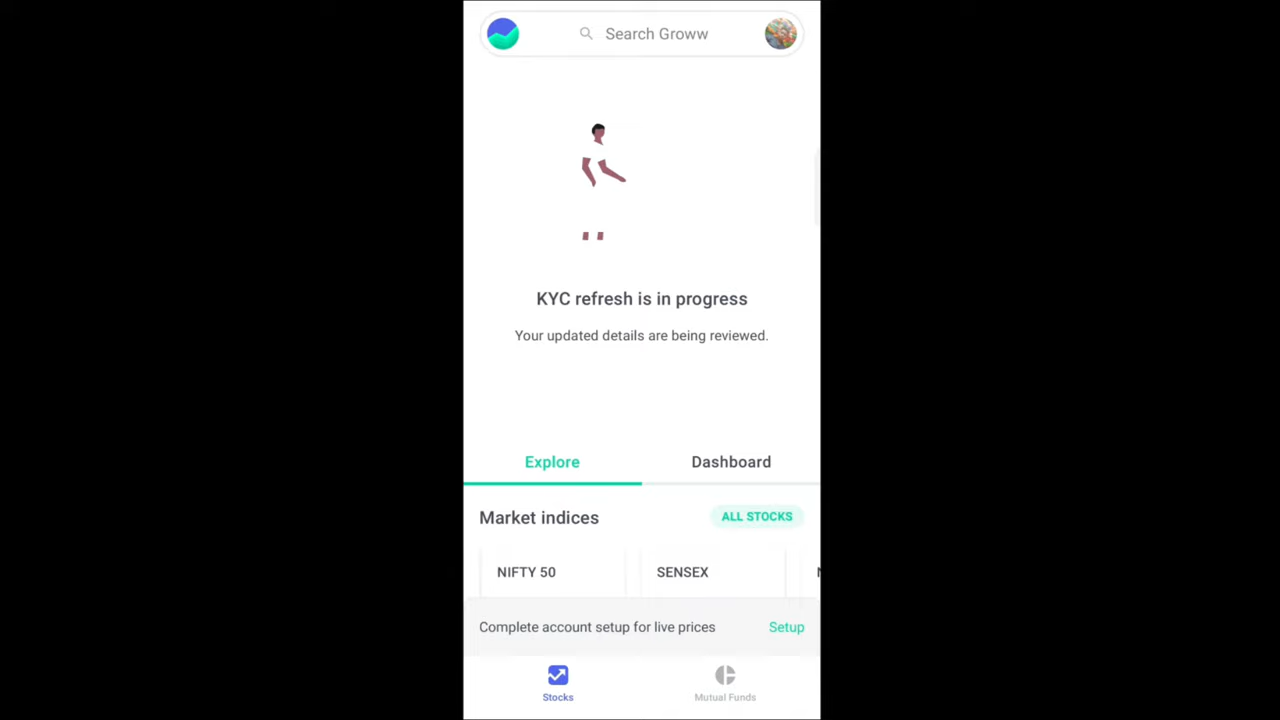 Search Groww
KYC refresh is in progress
Your updated details are being reviewed.
Explore Dashboard
Market indices ALL STOCKS
NIFTY 50 SENSEX
Complete account setup for live prices Setup
Stocks Mutual Funds